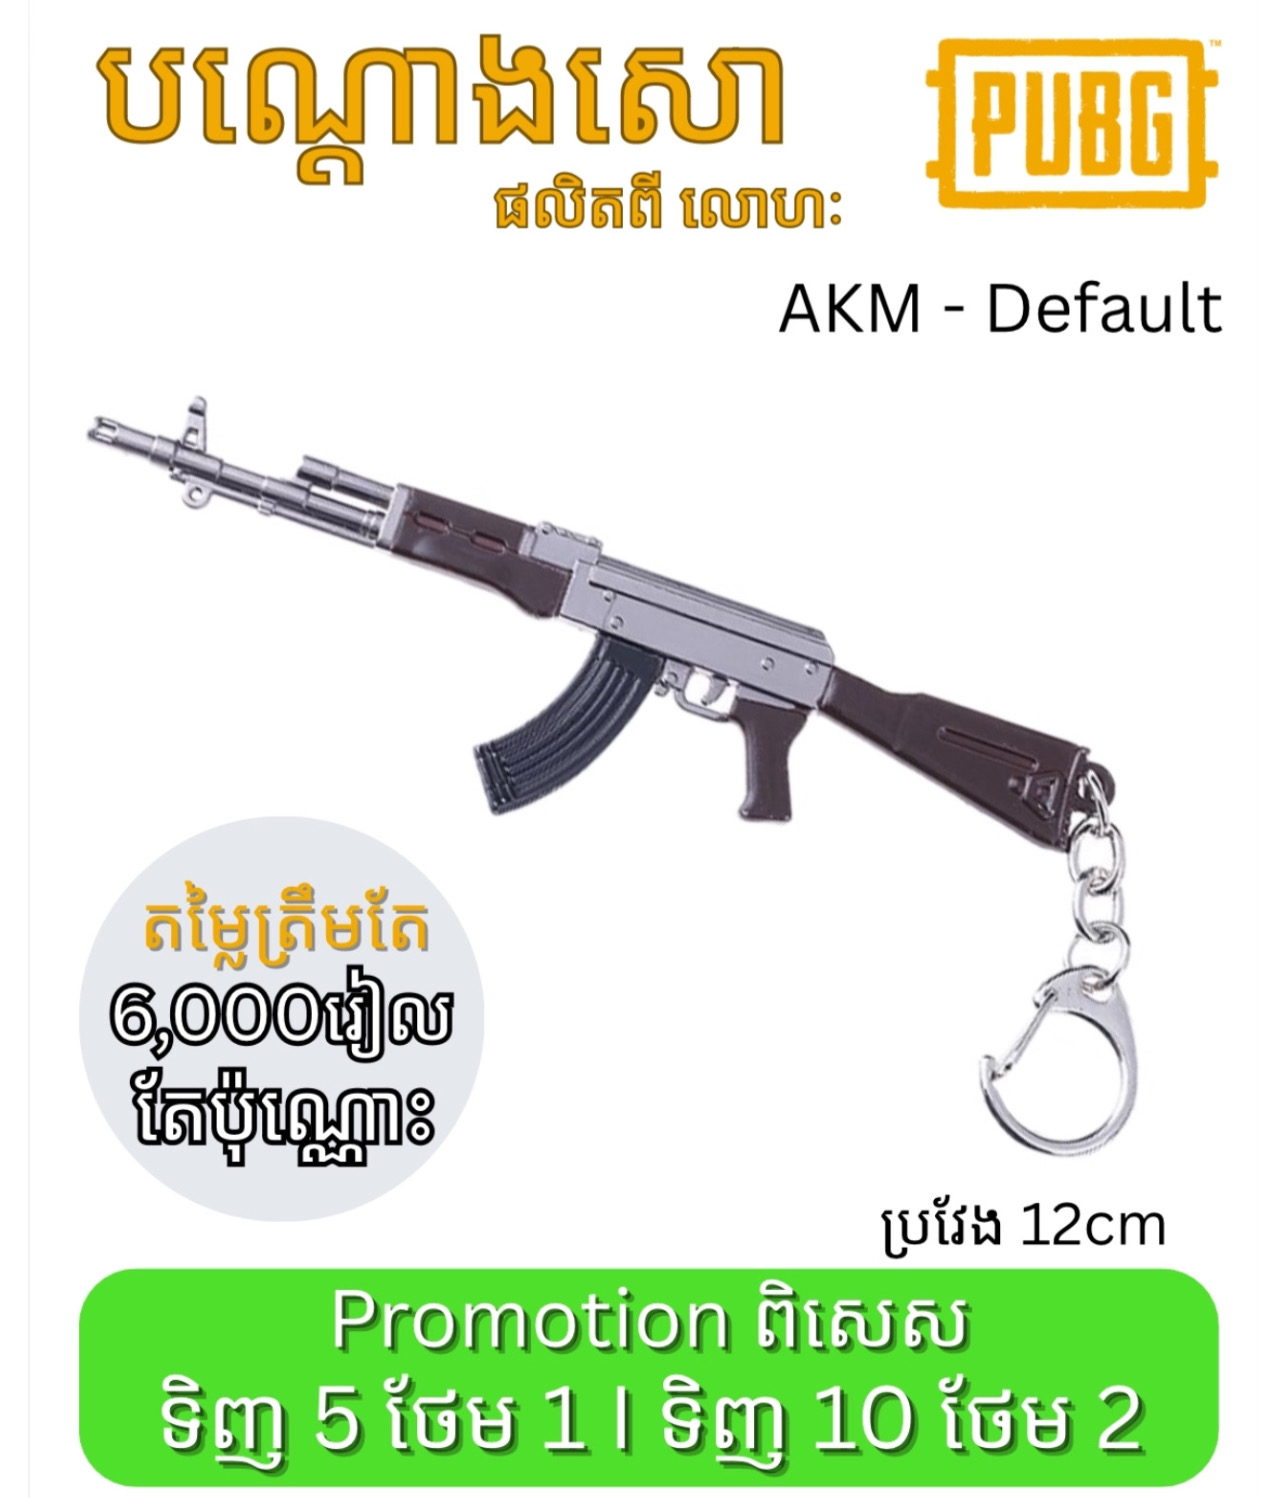 បណ្ដោងសោ
ផលិតពី លោហៈ
PUBG™
AKM - Default
តម្លៃត្រឹមតែ
6,000រៀល
តែប៉ុណ្ណោះ
ប្រវែង 12cm
Promotion ពិសេស
ទិញ 5 ថែម 1 | ទិញ 10 ថែម 2